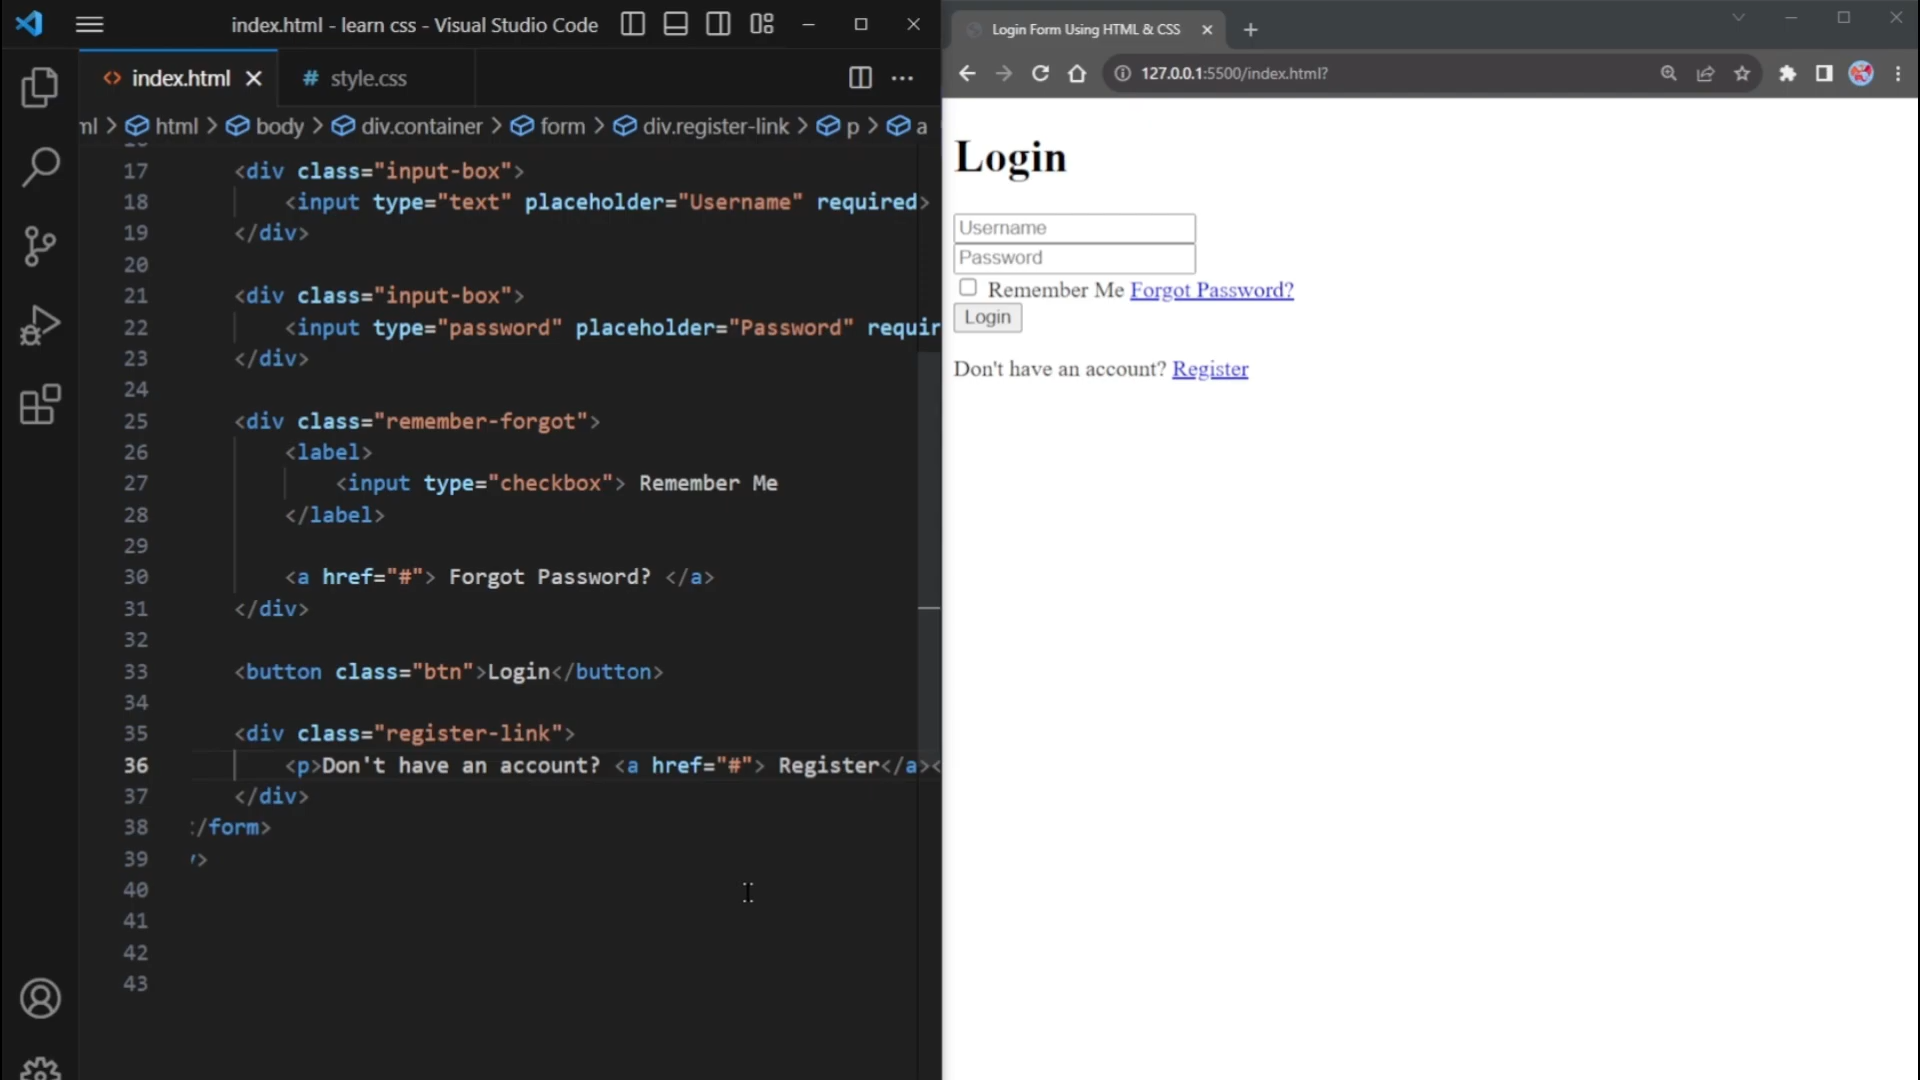 index.html - learn css - Visual Studio Code
index.html
# style.css
ml > html > body > div.container > form > div.register-link > p > a
17 <div class="input-box">
18 <input type="text" placeholder="Username" required>
19 </div>
20
21 <div class="input-box">
22 <input type="password" placeholder="Password" requir
23 </div>
24
25 <div class="remember-forgot">
26 <label>
27 <input type="checkbox"> Remember Me
28 </label>
29
30 <a href="#"> Forgot Password? </a>
31 </div>
32
33 <button class="btn">Login</button>
34
35 <div class="register-link">
36 <p>Don't have an account? <a href="#"> Register</a><
37 </div>
38 /form>
39 >
40
41
42
43
Login Form Using HTML & CSS
127.0.0.1:5500/index.html?
Login
Username
Password
Remember Me Forgot Password?
Login
Don't have an account? Register